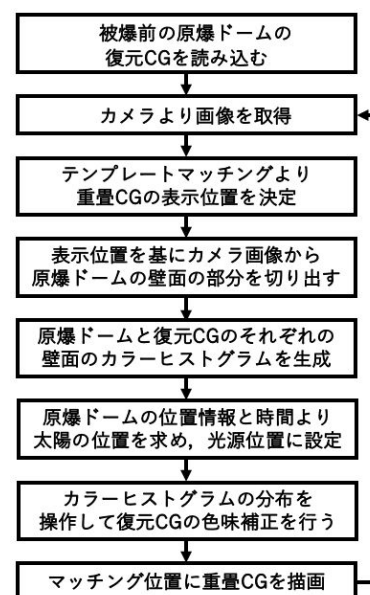 被爆前の原爆ドームの
復元CGを読み込む
カメラより画像を取得
テンプレートマッチングより
重畳CGの表示位置を決定
表示位置を基にカメラ画像から
原爆ドームの壁面の部分を切り出す
原爆ドームと復元CGのそれぞれの
壁面のカラーヒストグラムを生成
原爆ドームの位置情報と時間より
太陽の位置を求め，光源位置に設定
カラーヒストグラムの分布を
操作して復元CGの色味補正を行う
マッチング位置に重畳CGを描画